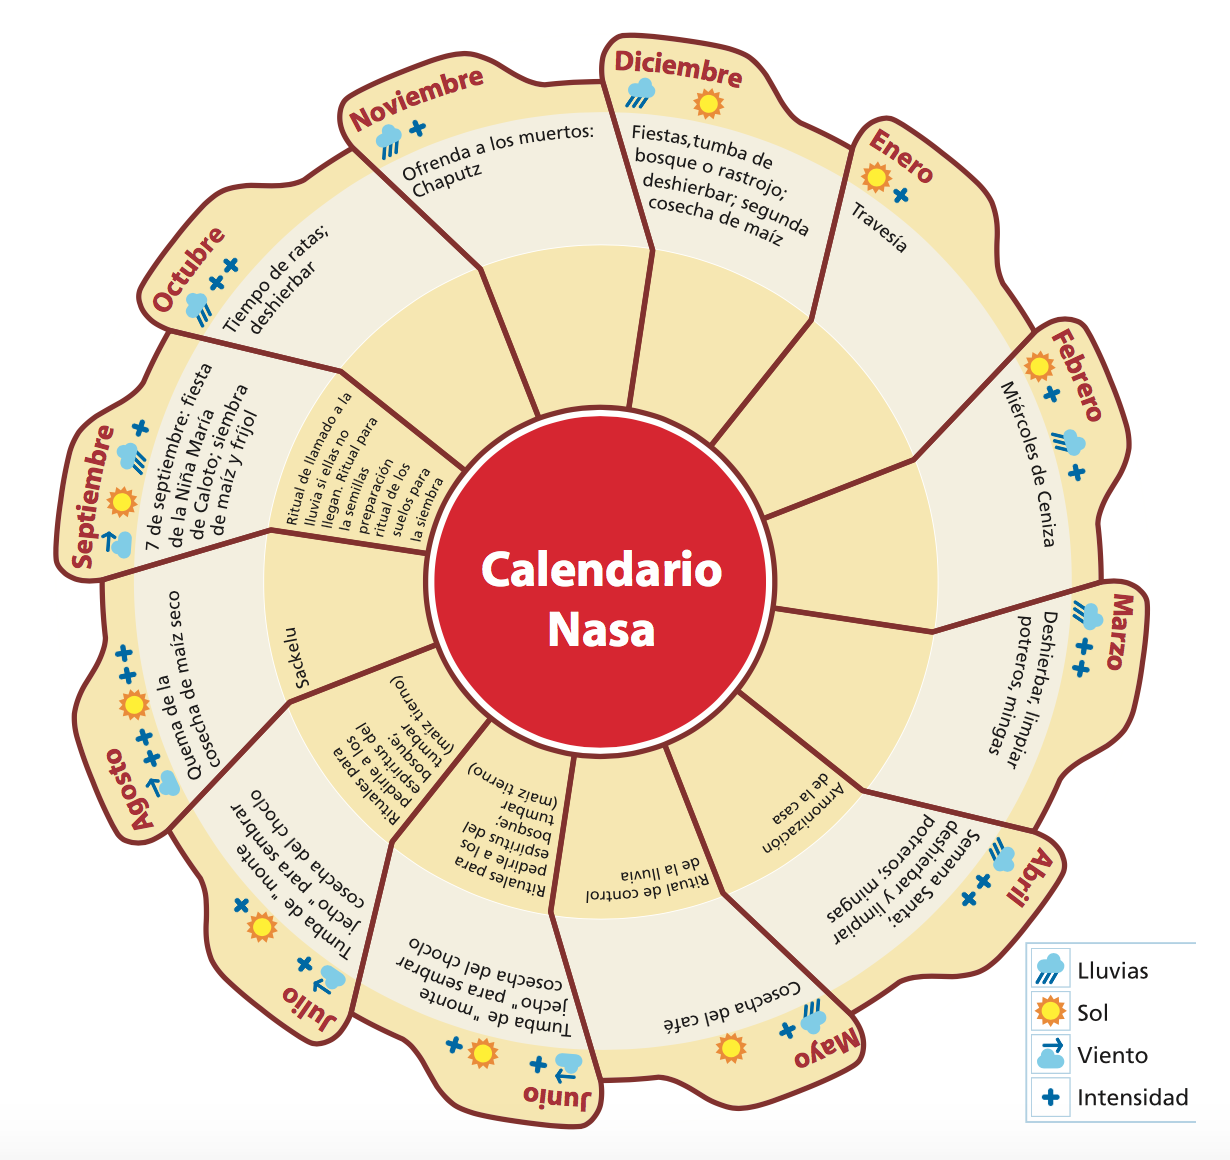 Calendario
Nasa
Diciembre
Fiestas,tumba de
bosque o rastrojo;
deshierbar; segunda
cosecha de maíz
Enero
Travesía
Febrero
Miércoles de Ceniza
Marzo
Deshierbar, limpiar
potreros, mingas
Abril
Semana Santa;
deshierbar y limpiar
potreros; mingas
Armonización
de la casa
Mayo
Cosecha del café
Ritual de control
de la lluvia
Junio
Tumba de "monte
jecho" para sembrar
cosecha del choclo
Rituales para
pedirle a los
espíritus del
bosque;
tumbar
(maíz tierno)
Julio
Tumba de "monte
jecho" para sembrar
cosecha del choclo
Rituales para
pedirle a los
espíritus del
bosque;
tumbar
(maíz tierno)
Agosto
Quema de la
cosecha de maíz seco
Sackelu
Septiembre
7 de septiembre: fiesta
de la Niña María
de Caloto; siembra
de maíz y fríjol
Ritual de llamado a la
lluvia si ellas no
llegan. Ritual para
la semillas
preparación
ritual de los
suelos para
la siembra
Octubre
Tiempo de ratas;
deshierbar
Noviembre
Ofrenda a los muertos:
Chaputz
Lluvias
Sol
Viento
Intensidad